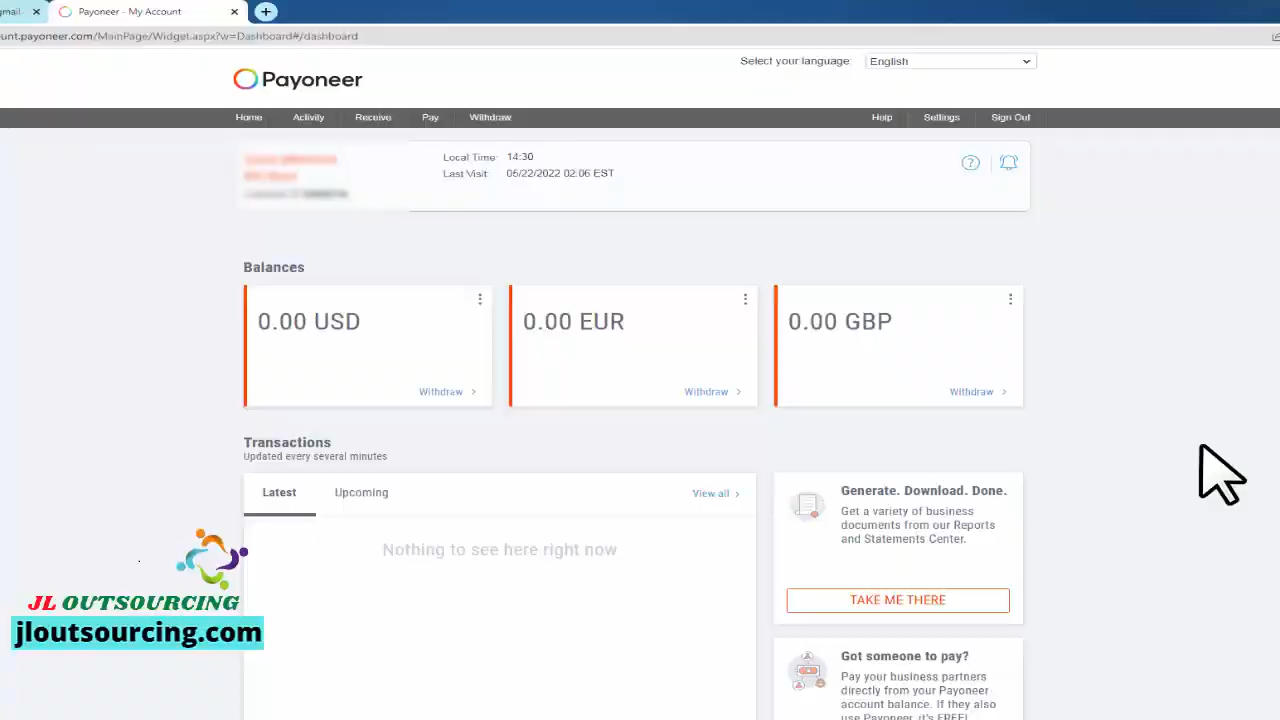 gmail
Payoneer - My Account
unt.payoneer.com/MainPage/Widget.aspx?w=Dashboard#/dashboard
Select your language: English
Payoneer
Home Activity Receive Pay Withdraw Help Settings Sign Out
Local Time: 14:30
Last Visit: 05/22/2022 02:06 EST
Balances
0.00 USD 0.00 EUR 0.00 GBP
Withdraw > Withdraw > Withdraw >
Transactions
Updated every several minutes
Latest Upcoming View all >
Nothing to see here right now
Generate. Download. Done.
Get a variety of business
documents from our Reports
and Statements Center.
TAKE ME THERE
Got someone to pay?
Pay your business partners
directly from your Payoneer
account balance. If they also
use Payoneer, it's FREE!
JL OUTSOURCING
jloutsourcing.com